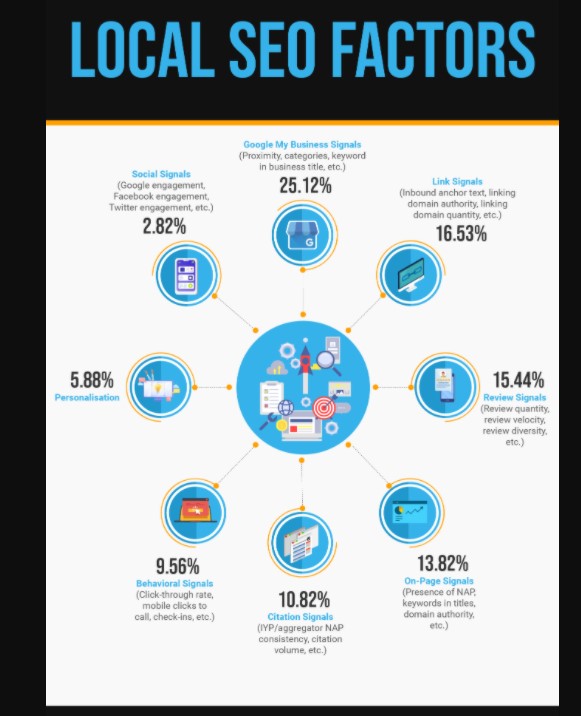 LOCAL SEO FACTORS
Google My Business Signals
(Proximity, categories, keyword
in business title, etc.)
25.12%
Link Signals
(Inbound anchor text, linking
domain authority, linking
domain quantity, etc.)
16.53%
15.44%
Review Signals
(Review quantity,
review velocity,
review diversity,
etc.)
13.82%
On-Page Signals
(Presence of NAP,
keywords in titles,
domain authority,
etc.)
10.82%
Citation Signals
(IYP/aggregator NAP
consistency, citation
volume, etc.)
9.56%
Behavioral Signals
(Click-through rate,
mobile clicks to
call, check-ins, etc.)
5.88%
Personalisation
Social Signals
(Google engagement,
Facebook engagement,
Twitter engagement, etc.)
2.82%
G